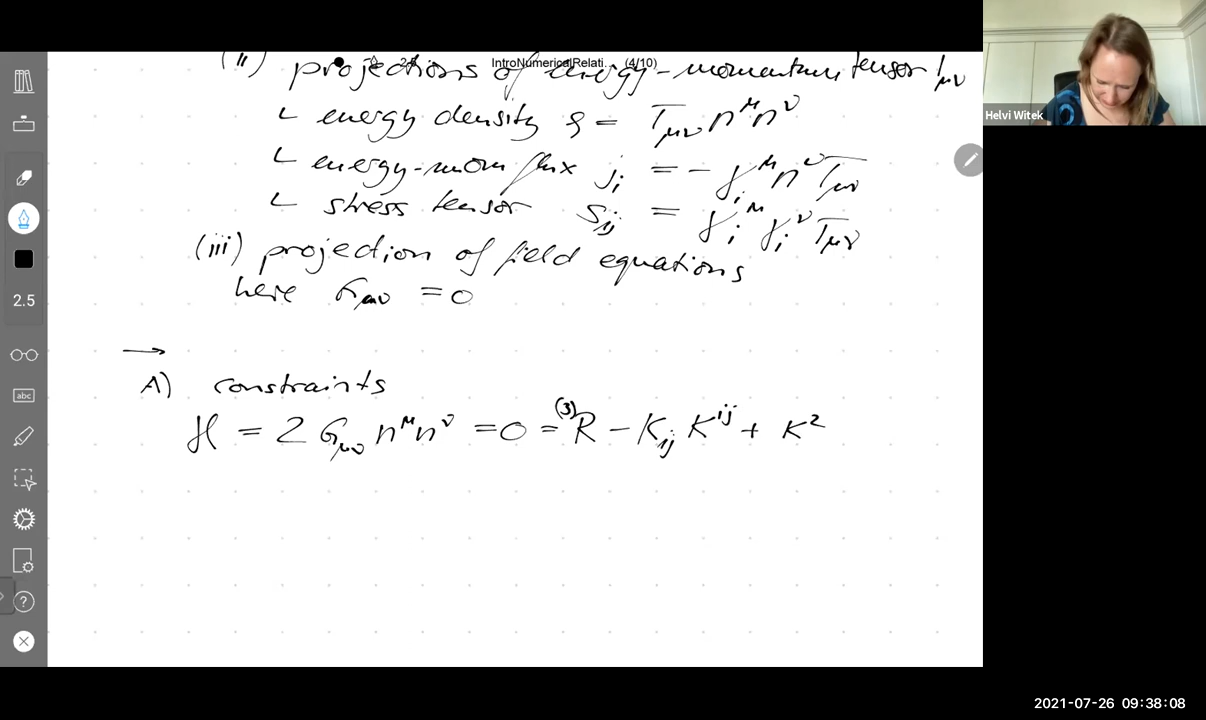 IntroNumericalRelati... (4/10)
(ii) projections of energy-momentum tensor Tμν
└ energy density ρ = Tμν n^μ n^ν
└ energy-mom flux j_i = - γ_i^μ n^ν Tμν
└ stress tensor S_ij = γ_i^μ γ_j^ν Tμν
(iii) projection of field equations
here Gμν = 0
→
A) constraints
H = 2 Gμν n^μ n^ν = 0 = ^(3)R - K_ij K^ij + K^2
2.5
abc
Helvi Witek
2021-07-26 09:38:08